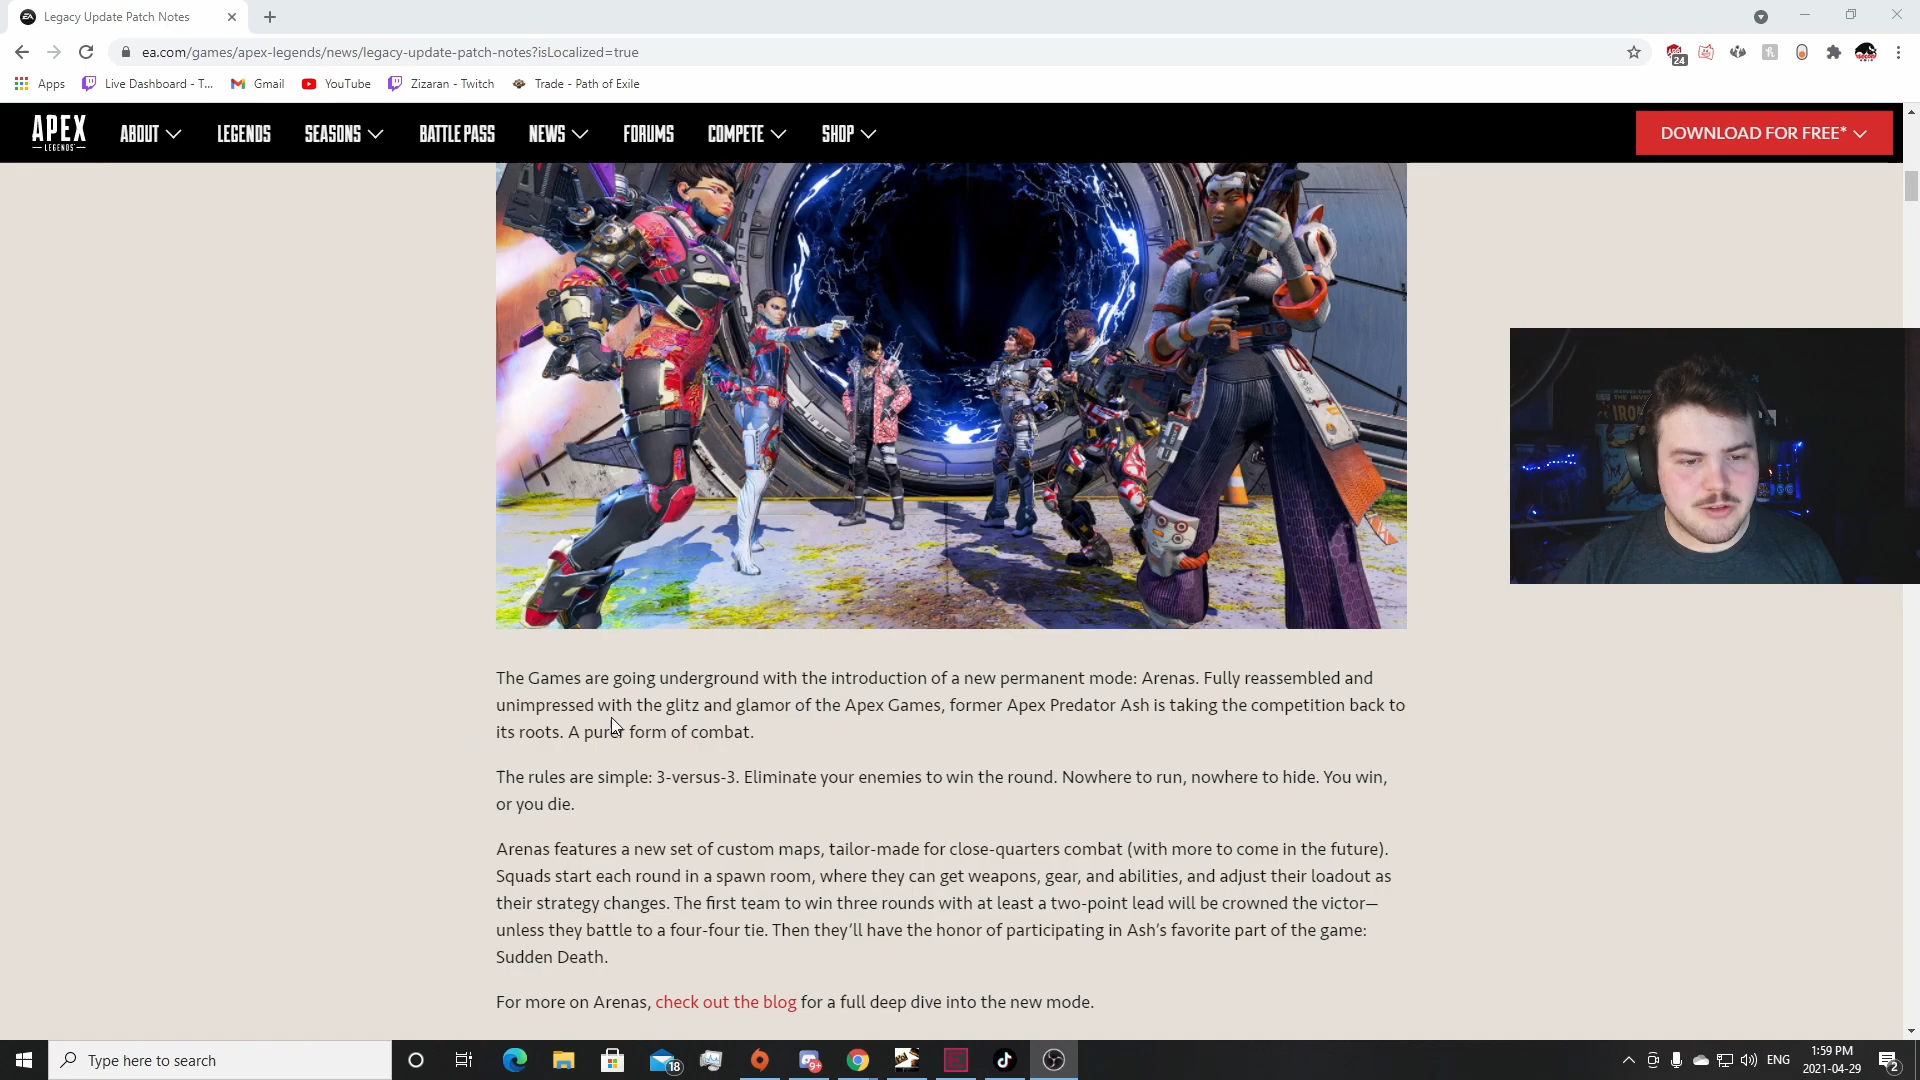 Legacy Update Patch Notes
ea.com/games/apex-legends/news/legacy-update-patch-notes?isLocalized=true
24
Apps
Live Dashboard - T...
Gmail
YouTube
Zizaran - Twitch
Trade - Path of Exile
APEX
LEGENDS
ABOUT
LEGENDS
SEASONS
BATTLE PASS
NEWS
FORUMS
COMPETE
SHOP
DOWNLOAD FOR FREE*
The Games are going underground with the introduction of a new permanent mode: Arenas. Fully reassembled and
unimpressed with the glitz and glamor of the Apex Games, former Apex Predator Ash is taking the competition back to
its roots. A purer form of combat.
The rules are simple: 3-versus-3. Eliminate your enemies to win the round. Nowhere to run, nowhere to hide. You win,
or you die.
Arenas features a new set of custom maps, tailor-made for close-quarters combat (with more to come in the future).
Squads start each round in a spawn room, where they can get weapons, gear, and abilities, and adjust their loadout as
their strategy changes. The first team to win three rounds with at least a two-point lead will be crowned the victor—
unless they battle to a four-four tie. Then they’ll have the honor of participating in Ash’s favorite part of the game:
Sudden Death.
For more on Arenas, check out the blog for a full deep dive into the new mode.
IRON
Type here to search
18
9+
ENG
1:59 PM
2021-04-29
2